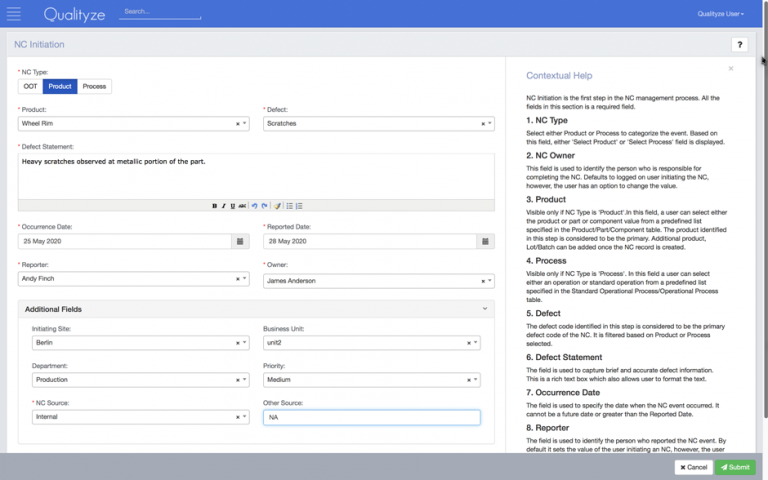 Qualityze
Search...
Qualityze User
NC Initiation
?
* NC Type:
OOT
Product
Process
* Product:
* Defect:
Wheel Rim
Scratches
* Defect Statement:
Heavy scratches observed at metallic portion of the part.
B I U ABC
* Occurrence Date:
* Reported Date:
25 May 2020
28 May 2020
* Reporter:
* Owner:
Andy Finch
James Anderson
Additional Fields
Initiating Site:
Business Unit:
Berlin
unit2
Department:
Priority:
Production
Medium
* NC Source:
Other Source:
Internal
NA
Contextual Help
NC Initiation is the first step in the NC management process. All the
fields in this section is a required field.
1. NC Type
Select either Product or Process to categorize the event. Based on
this field, either 'Select Product' or 'Select Process' field is displayed.
2. NC Owner
This field is used to identify the person who is responsible for
completing the NC. Defaults to logged on user initiating the NC,
however, the user has an option to change the value.
3. Product
Visible only if NC Type is 'Product'.In this field, a user can select either
the product or part or component value from a predefined list
specified in the Product/Part/Component table. The product identified
in this step is considered to be the primary. Additional product,
Lot/Batch can be added once the NC record is created.
4. Process
Visible only if NC Type is 'Process'. In this field a user can select
either an operation or standard operation from a predefined list
specified in the Standard Operational Process/Operational Process
table.
5. Defect
The defect code identified in this step is considered to be the primary
defect code of the NC. It is filtered based on Product or Process
selected.
6. Defect Statement
The field is used to capture brief and accurate defect information.
This is a rich text box which also allows user to format the text.
7. Occurrence Date
The field is used to specify the date when the NC event occurred. It
cannot be a future date or greater than the Reported Date.
8. Reporter
The field is used to identify the person who reported the NC event. By
default it sets the value of the user initiating an NC, however, the user
Cancel
Submit